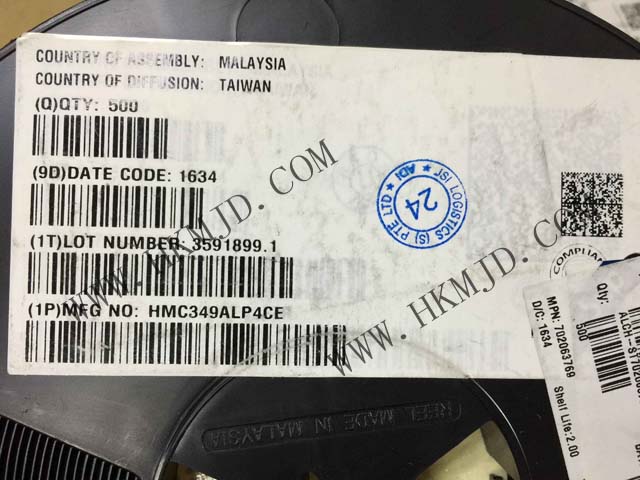 COUNTRY OF ASSEMBLY: MALAYSIA
COUNTRY OF DIFFUSION: TAIWAN
(Q)QTY: 500
(9D)DATE CODE: 1634
(1T)LOT NUMBER: 3591899.1
(1P)MFG NO: HMC349ALP4CE
WWW.HKMJD.COM
WWW.HKMJD.COM
★ ADI ★ JSI LOGISTICS (S) PTE LTD
24
COMPLIAN
Qty:
500
MPN: 702063769
D/C: 1634
Shelf Life:2.00
REEL MADE IN
MALAYSIA